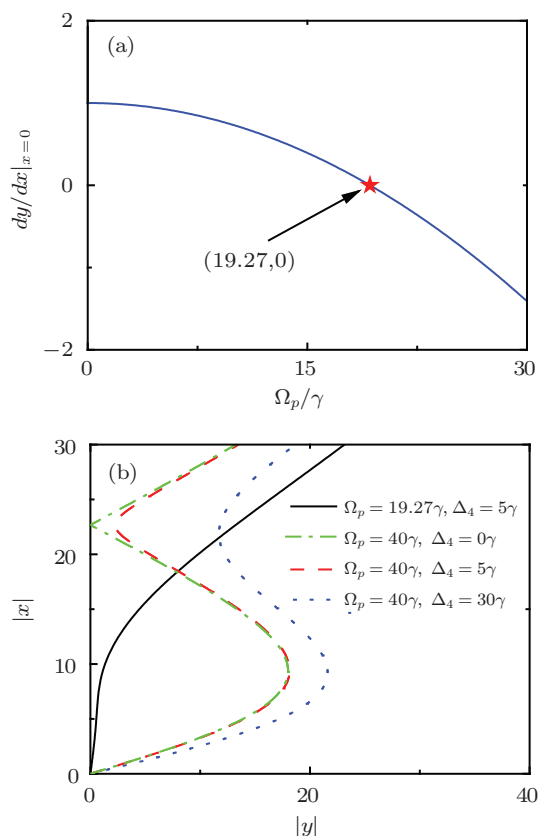 (a)
2
1
0
−2
dy/dx|x=0
(19.27,0)
0
15
30
Ωp/γ
(b)
30
20
10
0
|x|
Ωp = 19.27γ, Δ4 = 5γ
Ωp = 40γ, Δ4 = 0γ
Ωp = 40γ, Δ4 = 5γ
Ωp = 40γ, Δ4 = 30γ
0
20
40
|y|